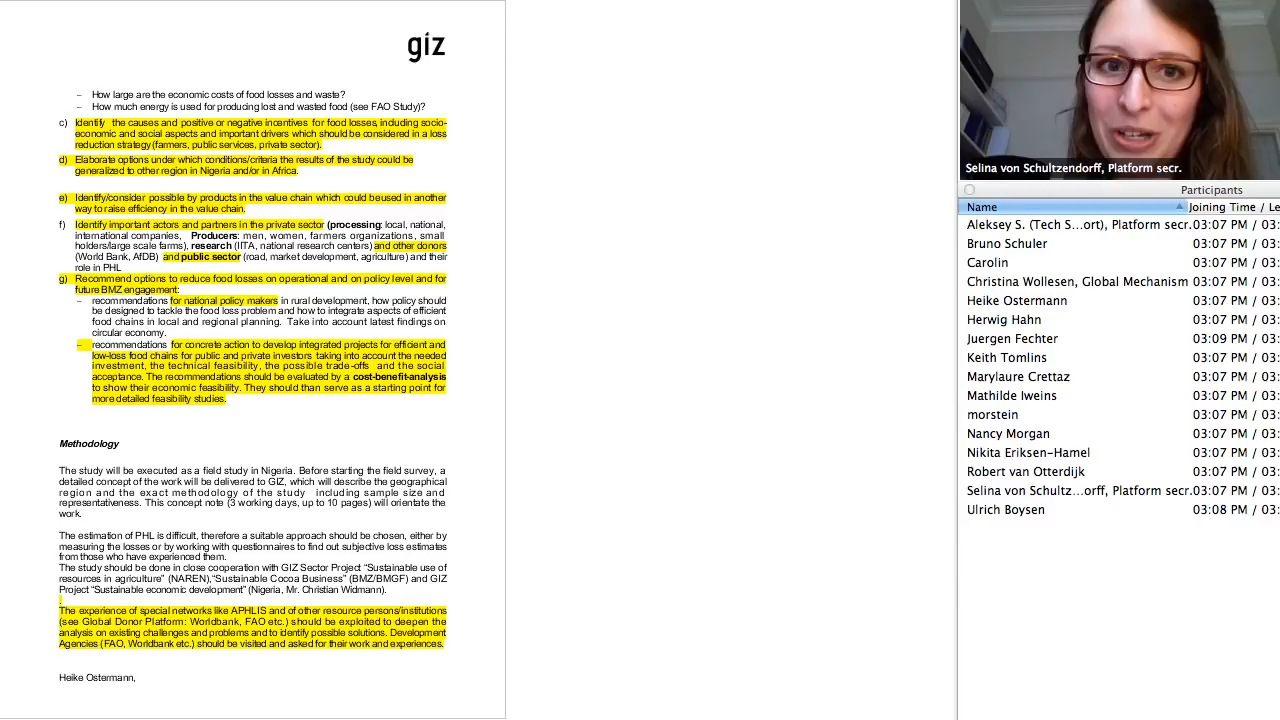 giz
– How large are the economic costs of food losses and waste?
– How much energy is used for producing lost and wasted food (see FAO Study)?
c) Identify the causes and positive or negative incentives for food losses, including socio-
economic and social aspects and important drivers which should be considered in a loss
reduction strategy (farmers, public services, private sector).
d) Elaborate options under which conditions/criteria the results of the study could be
generalized to other region in Nigeria and/or in Africa.
e) Identify/consider possible by products in the value chain which could be used in another
way to raise efficiency in the value chain.
f) Identify important actors and partners in the private sector (processing: local, national,
international companies, Producers: men, women, farmers organizations, small
holders/large scale farms), research (IITA, national research centers) and other donors
(World Bank, AfDB) and public sector (road, market development, agriculture) and their
role in PHL
g) Recommend options to reduce food losses on operational and on policy level and for
future BMZ engagement:
– recommendations for national policy makers in rural development, how policy should
be designed to tackle the food loss problem and how to integrate aspects of efficient
food chains in local and regional planning. Take into account latest findings on
circular economy.
– recommendations for concrete action to develop integrated projects for efficient and
low-loss food chains for public and private investors taking into account the needed
investment, the technical feasibility, the possible trade-offs and the social
acceptance. The recommendations should be evaluated by a cost-benefit-analysis
to show their economic feasibility. They should than serve as a starting point for
more detailed feasibility studies.
Methodology
The study will be executed as a field study in Nigeria. Before starting the field survey, a
detailed concept of the work will be delivered to GIZ, which will describe the geographical
region and the exact methodology of the study including sample size and
representativeness. This concept note (3 working days, up to 10 pages) will orientate the
work.
The estimation of PHL is difficult, therefore a suitable approach should be chosen, either by
measuring the losses or by working with questionnaires to find out subjective loss estimates
from those who have experienced them.
The study should be done in close cooperation with GIZ Sector Project “Sustainable use of
resources in agriculture” (NAREN),“Sustainable Cocoa Business” (BMZ/BMGF) and GIZ
Project “Sustainable economic development” (Nigeria, Mr. Christian Widmann).
.
The experience of special networks like APHLIS and of other resource persons/institutions
(see Global Donor Platform: Worldbank, FAO etc.) should be exploited to deepen the
analysis on existing challenges and problems and to identify possible solutions. Development
Agencies (FAO, Worldbank etc.) should be visited and asked for their work and experiences.
Heike Ostermann,
Selina von Schultzendorff, Platform secr.
Participants
Name Joining Time / Le
Aleksey S. (Tech S...ort), Platform secr. 03:07 PM / 03:
Bruno Schuler 03:07 PM / 03:
Carolin 03:07 PM / 03:
Christina Wollesen, Global Mechanism 03:07 PM / 03:
Heike Ostermann 03:07 PM / 03:
Herwig Hahn 03:07 PM / 03:
Juergen Fechter 03:09 PM / 03:
Keith Tomlins 03:07 PM / 03:
Marylaure Crettaz 03:07 PM / 03:
Mathilde Iweins 03:07 PM / 03:
morstein 03:07 PM / 03:
Nancy Morgan 03:07 PM / 03:
Nikita Eriksen-Hamel 03:07 PM / 03:
Robert van Otterdijk 03:07 PM / 03:
Selina von Schultz...orff, Platform secr. 03:07 PM / 03:
Ulrich Boysen 03:08 PM / 03: